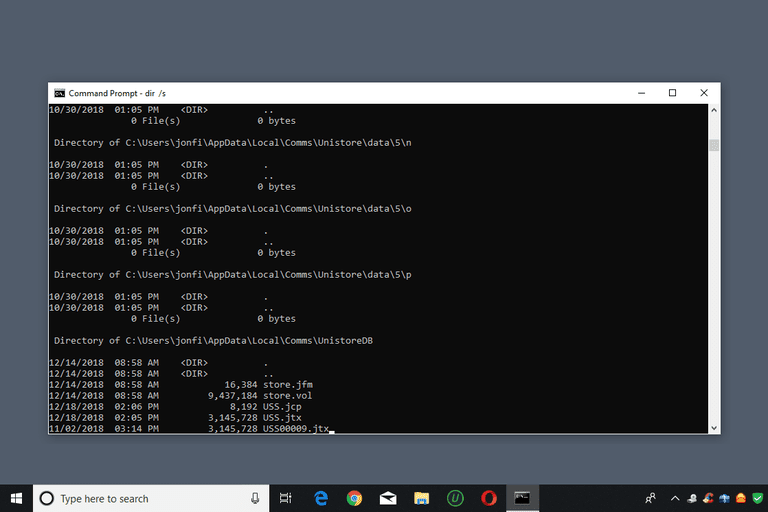 Command Prompt - dir /s
10/30/2018  01:05 PM    <DIR>          ..
               0 File(s)              0 bytes
 Directory of C:\Users\jonfi\AppData\Local\Comms\Unistore\data\5\n
10/30/2018  01:05 PM    <DIR>          .
10/30/2018  01:05 PM    <DIR>          ..
               0 File(s)              0 bytes
 Directory of C:\Users\jonfi\AppData\Local\Comms\Unistore\data\5\o
10/30/2018  01:05 PM    <DIR>          .
10/30/2018  01:05 PM    <DIR>          ..
               0 File(s)              0 bytes
 Directory of C:\Users\jonfi\AppData\Local\Comms\Unistore\data\5\p
10/30/2018  01:05 PM    <DIR>          .
10/30/2018  01:05 PM    <DIR>          ..
               0 File(s)              0 bytes
 Directory of C:\Users\jonfi\AppData\Local\Comms\UnistoreDB
12/14/2018  08:58 AM    <DIR>          .
12/14/2018  08:58 AM    <DIR>          ..
12/14/2018  08:58 AM            16,384 store.jfm
12/14/2018  08:58 AM         9,437,184 store.vol
12/18/2018  02:06 PM             8,192 USS.jcp
12/18/2018  02:05 PM         3,145,728 USS.jtx
11/02/2018  03:14 PM         3,145,728 USS00009.jtx
Type here to search